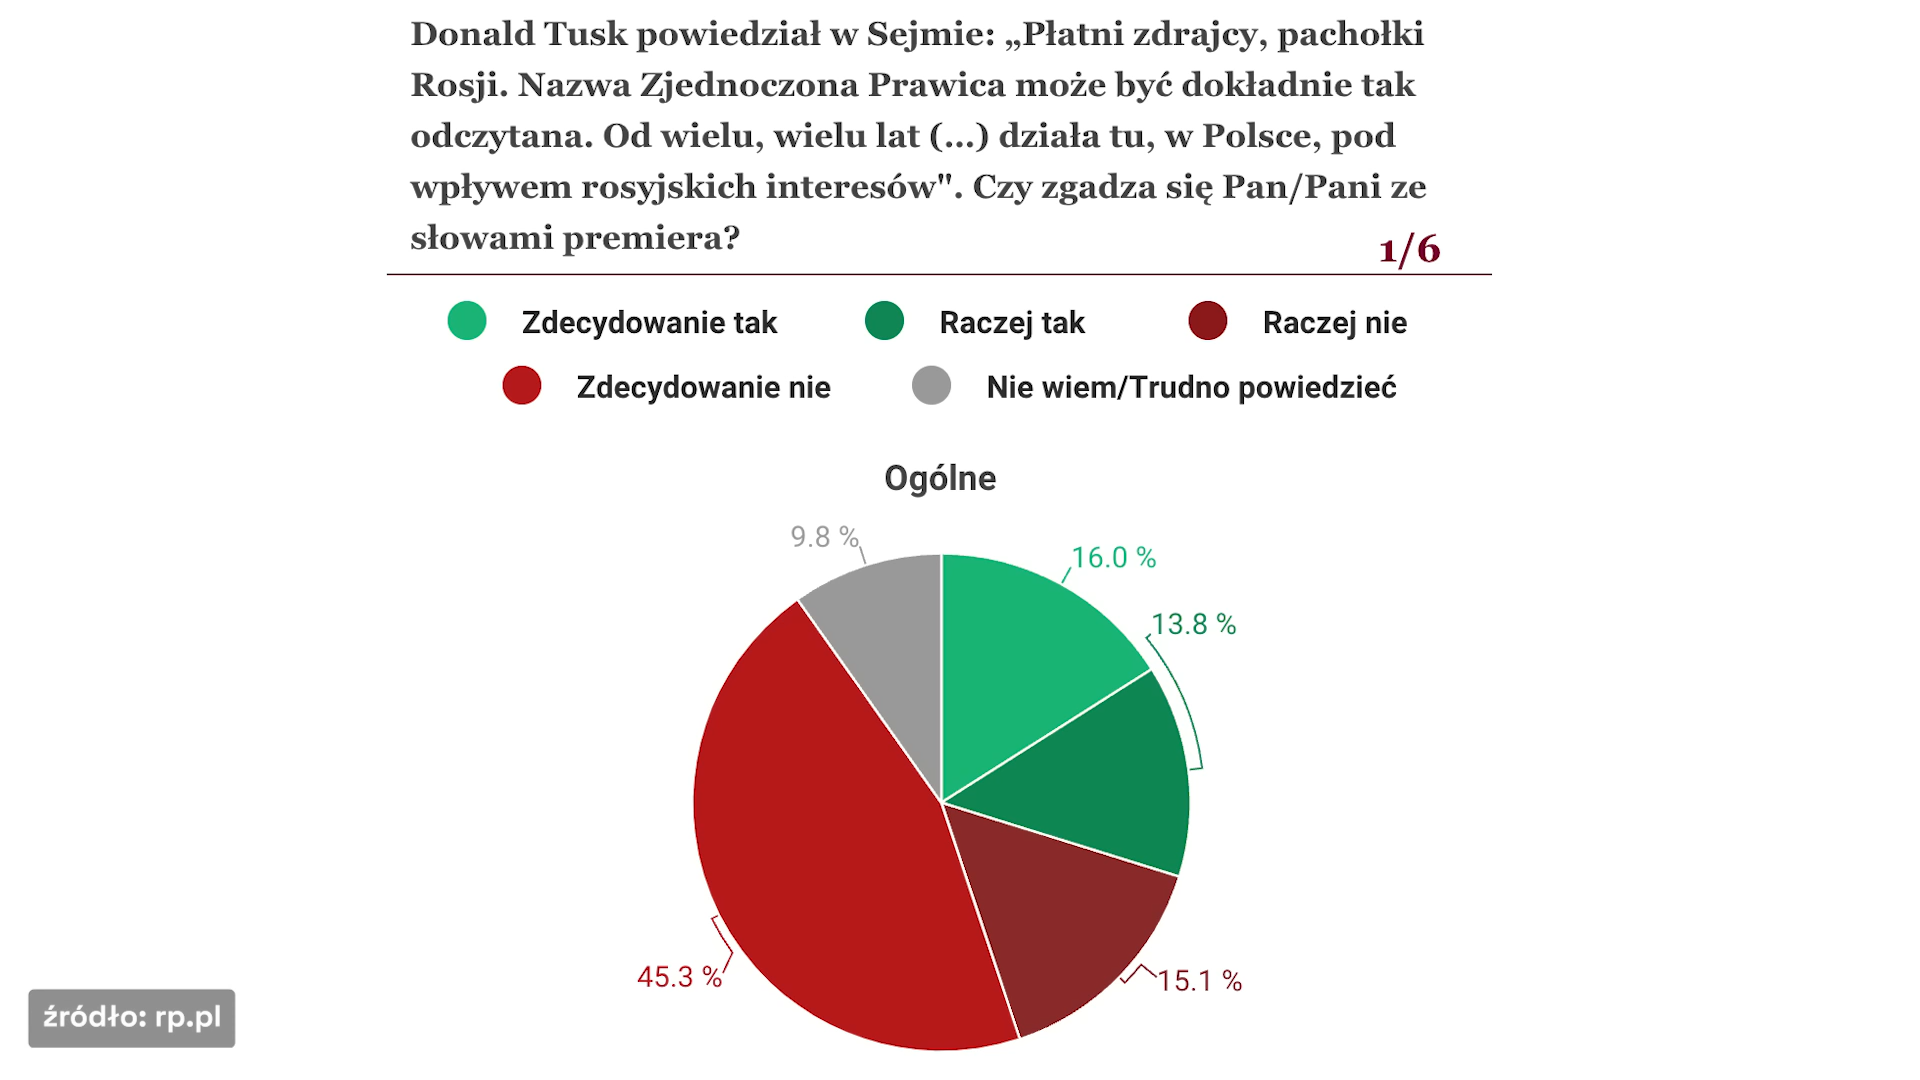 Donald Tusk powiedział w Sejmie: „Płatni zdrajcy, pachołki
Rosji. Nazwa Zjednoczona Prawica może być dokładnie tak
odczytana. Od wielu, wielu lat (...) działa tu, w Polsce, pod
wpływem rosyjskich interesów". Czy zgadza się Pan/Pani ze
słowami premiera?
1/6
Zdecydowanie tak
Raczej tak
Raczej nie
Zdecydowanie nie
Nie wiem/Trudno powiedzieć
Ogólne
9.8 %
16.0 %
13.8 %
45.3 %
15.1 %
źródło: rp.pl